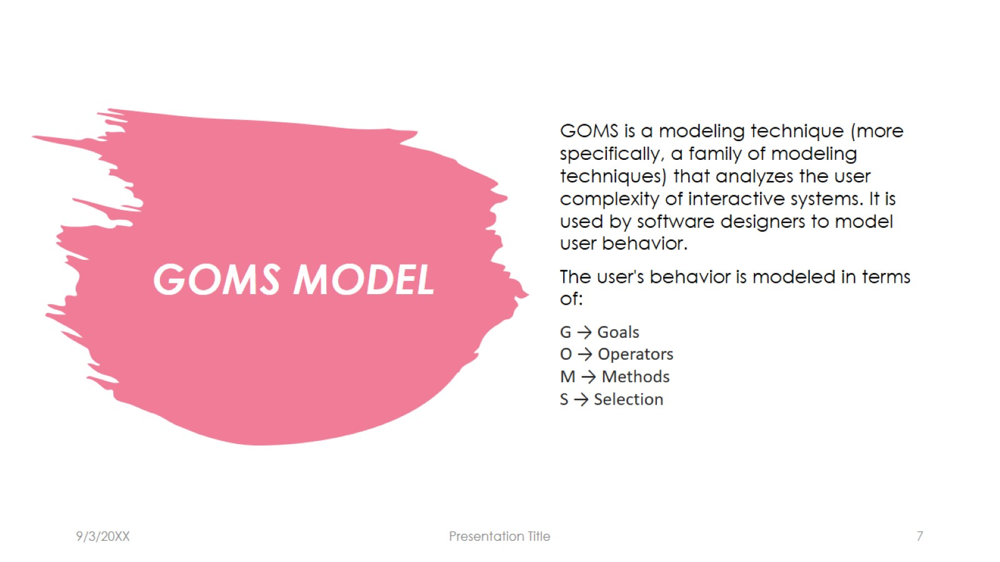 GOMS MODEL
GOMS is a modeling technique (more
specifically, a family of modeling
techniques) that analyzes the user
complexity of interactive systems. It is
used by software designers to model
user behavior.
The user's behavior is modeled in terms
of:
G → Goals
O → Operators
M → Methods
S → Selection
9/3/20XX
Presentation Title
7